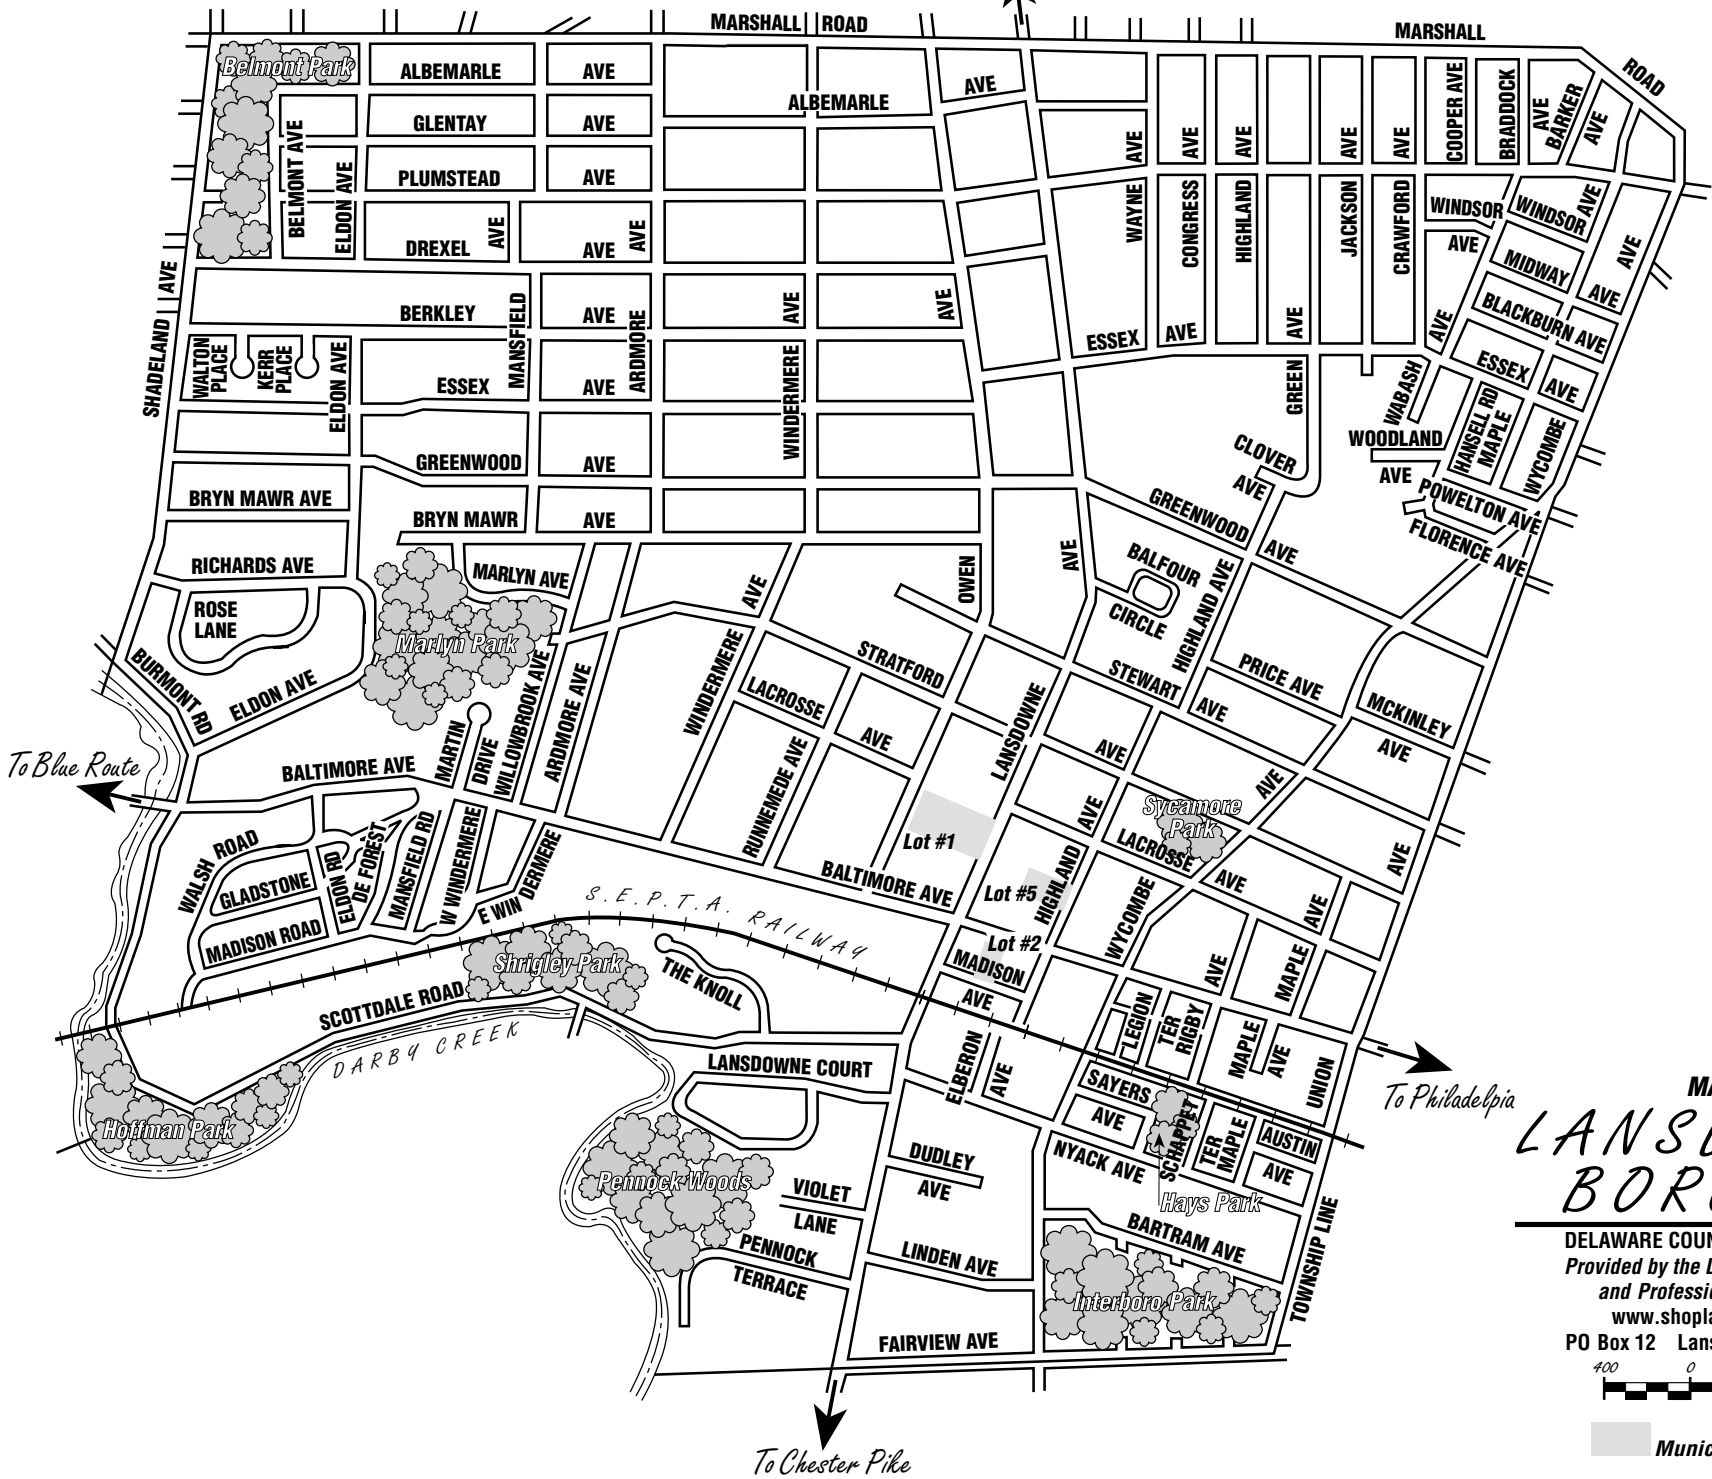 MARSHALL ROAD
MARSHALL
ROAD
Belmont Park
ALBEMARLE AVE
ALBEMARLE
AVE
GLENTAY AVE
PLUMSTEAD AVE
DREXEL AVE
BELMONT AVE
ELDON AVE
AVE
AVE
COOPER AVE
BRADDOCK
AVE
BARKER
AVE
WAYNE AVE
CONGRESS AVE
HIGHLAND AVE
JACKSON AVE
CRAWFORD AVE
WINDSOR AVE
WINDSOR AVE
MIDWAY AVE
BLACKBURN AVE
AVE
SHADELAND AVE
BERKLEY AVE
MANSFIELD
ARDMORE
AVE
WINDERMERE
AVE
ESSEX AVE
GREEN AVE
AVE
WABASH
ESSEX AVE
WALTON PLACE
KERR PLACE
ELDON AVE
ESSEX AVE
HANSELL RD
MAPLE
WYCOMBE
WOODLAND AVE
CLOVER AVE
GREENWOOD AVE
GREENWOOD AVE
POWELTON AVE
FLORENCE AVE
BRYN MAWR AVE
BRYN MAWR AVE
RICHARDS AVE
ROSE LANE
MARLYN AVE
Marlyn Park
AVE
OWEN
AVE
BALFOUR CIRCLE
HIGHLAND AVE
BURMONT RD
ELDON AVE
WILLOWBROOK AVE
ARDMORE AVE
WINDERMERE
STRATFORD
LACROSSE AVE
LANSDOWNE
STEWART AVE
PRICE AVE
MCKINLEY AVE
To Blue Route
BALTIMORE AVE
MARTIN DRIVE
RUNNEMEDE AVE
AVE
AVE
AVE
Sycamore Park
Lot #1
LACROSSE AVE
AVE
WALSH ROAD
GLADSTONE
ELDON RD
DE FOREST
MANSFIELD RD
W WINDERMERE
E WINDERMERE
MADISON ROAD
BALTIMORE AVE
Lot #5
HIGHLAND
WYCOMBE
AVE
S.E.P.T.A. RAILWAY
Lot #2
MADISON AVE
AVE
MAPLE
Shrigley Park
SCOTTDALE ROAD
THE KNOLL
LEGION
TER RIGBY
MAPLE AVE
UNION
DARBY CREEK
LANSDOWNE COURT
ELBERON AVE
SAYERS AVE
To Philadelpia
Hoffman Park
SCHAPPET
TER
MAPLE
AUSTIN AVE
NYACK AVE
Hays Park
DUDLEY AVE
Pennock Woods
VIOLET LANE
PENNOCK TERRACE
LINDEN AVE
BARTRAM AVE
Interboro Park
TOWNSHIP LINE
FAIRVIEW AVE
To Chester Pike
MA
LANS
BORO
DELAWARE COUN
Provided by the L
and Professi
www.shopla
PO Box 12 Lans
400 0
Munic